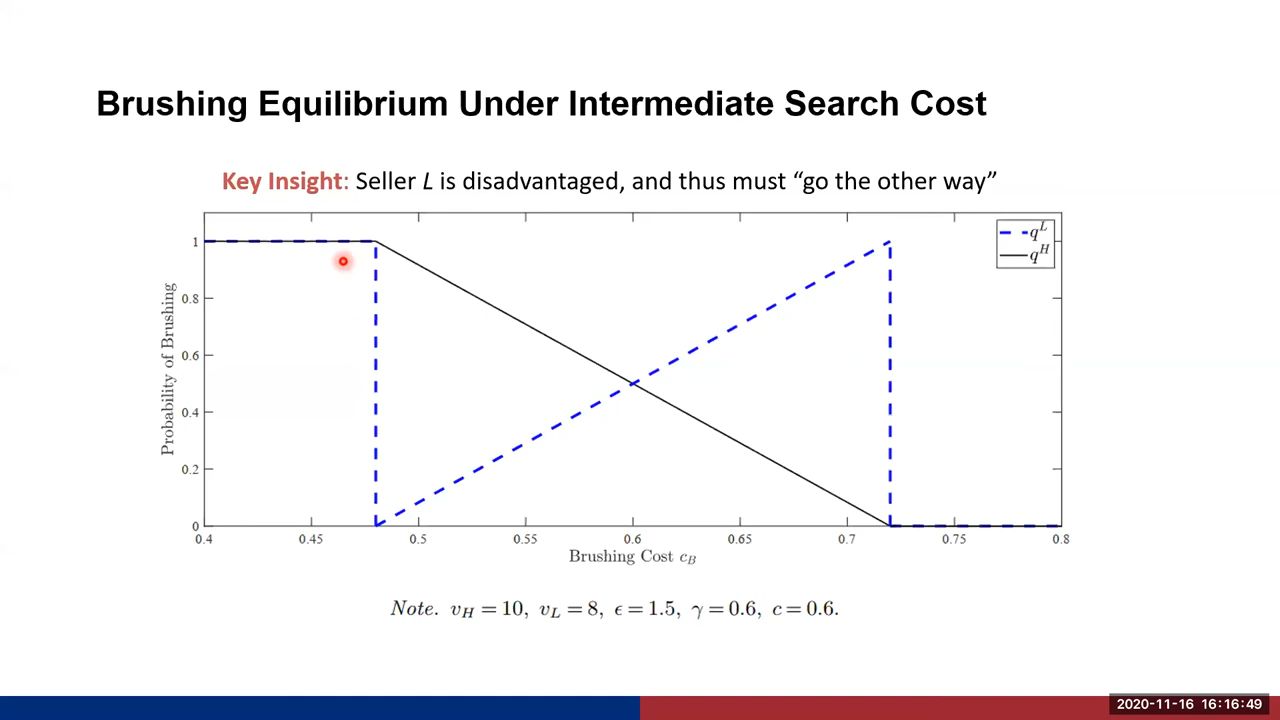 Brushing Equilibrium Under Intermediate Search Cost
Key Insight: Seller L is disadvantaged, and thus must “go the other way”
q^L
q^H
Probability of Brushing
1
0.8
0.6
0.4
0.2
0
0.4 0.45 0.5 0.55 0.6 0.65 0.7 0.75 0.8
Brushing Cost c_B
Note. v_H = 10, v_L = 8, ϵ = 1.5, γ = 0.6, c = 0.6.
2020-11-16 16:16:49